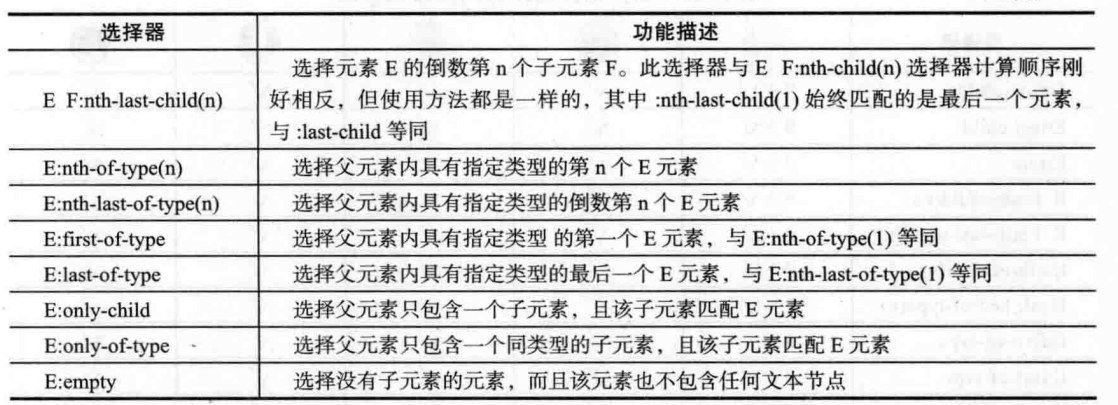 选择器 功能描述
选择元素 E 的倒数第 n 个子元素 F。此选择器与 E F:nth-child(n) 选择器计算顺序刚
E F:nth-last-child(n) 好相反，但使用方法都是一样的，其中 :nth-last-child(1) 始终匹配的是最后一个元素，
与 :last-child 等同
E:nth-of-type(n) 选择父元素内具有指定类型的第 n 个 E 元素
E:nth-last-of-type(n) 选择父元素内具有指定类型的倒数第 n 个 E 元素
E:first-of-type 选择父元素内具有指定类型 的第一个 E 元素，与 E:nth-of-type(1) 等同
E:last-of-type 选择父元素内具有指定类型的最后一个 E 元素，与 E:nth-last-of-type(1) 等同
E:only-child 选择父元素只包含一个子元素，且该子元素匹配 E 元素
E:only-of-type 选择父元素只包含一个同类型的子元素，且该子元素匹配 E 元素
E:empty 选择没有子元素的元素，而且该元素也不包含任何文本节点